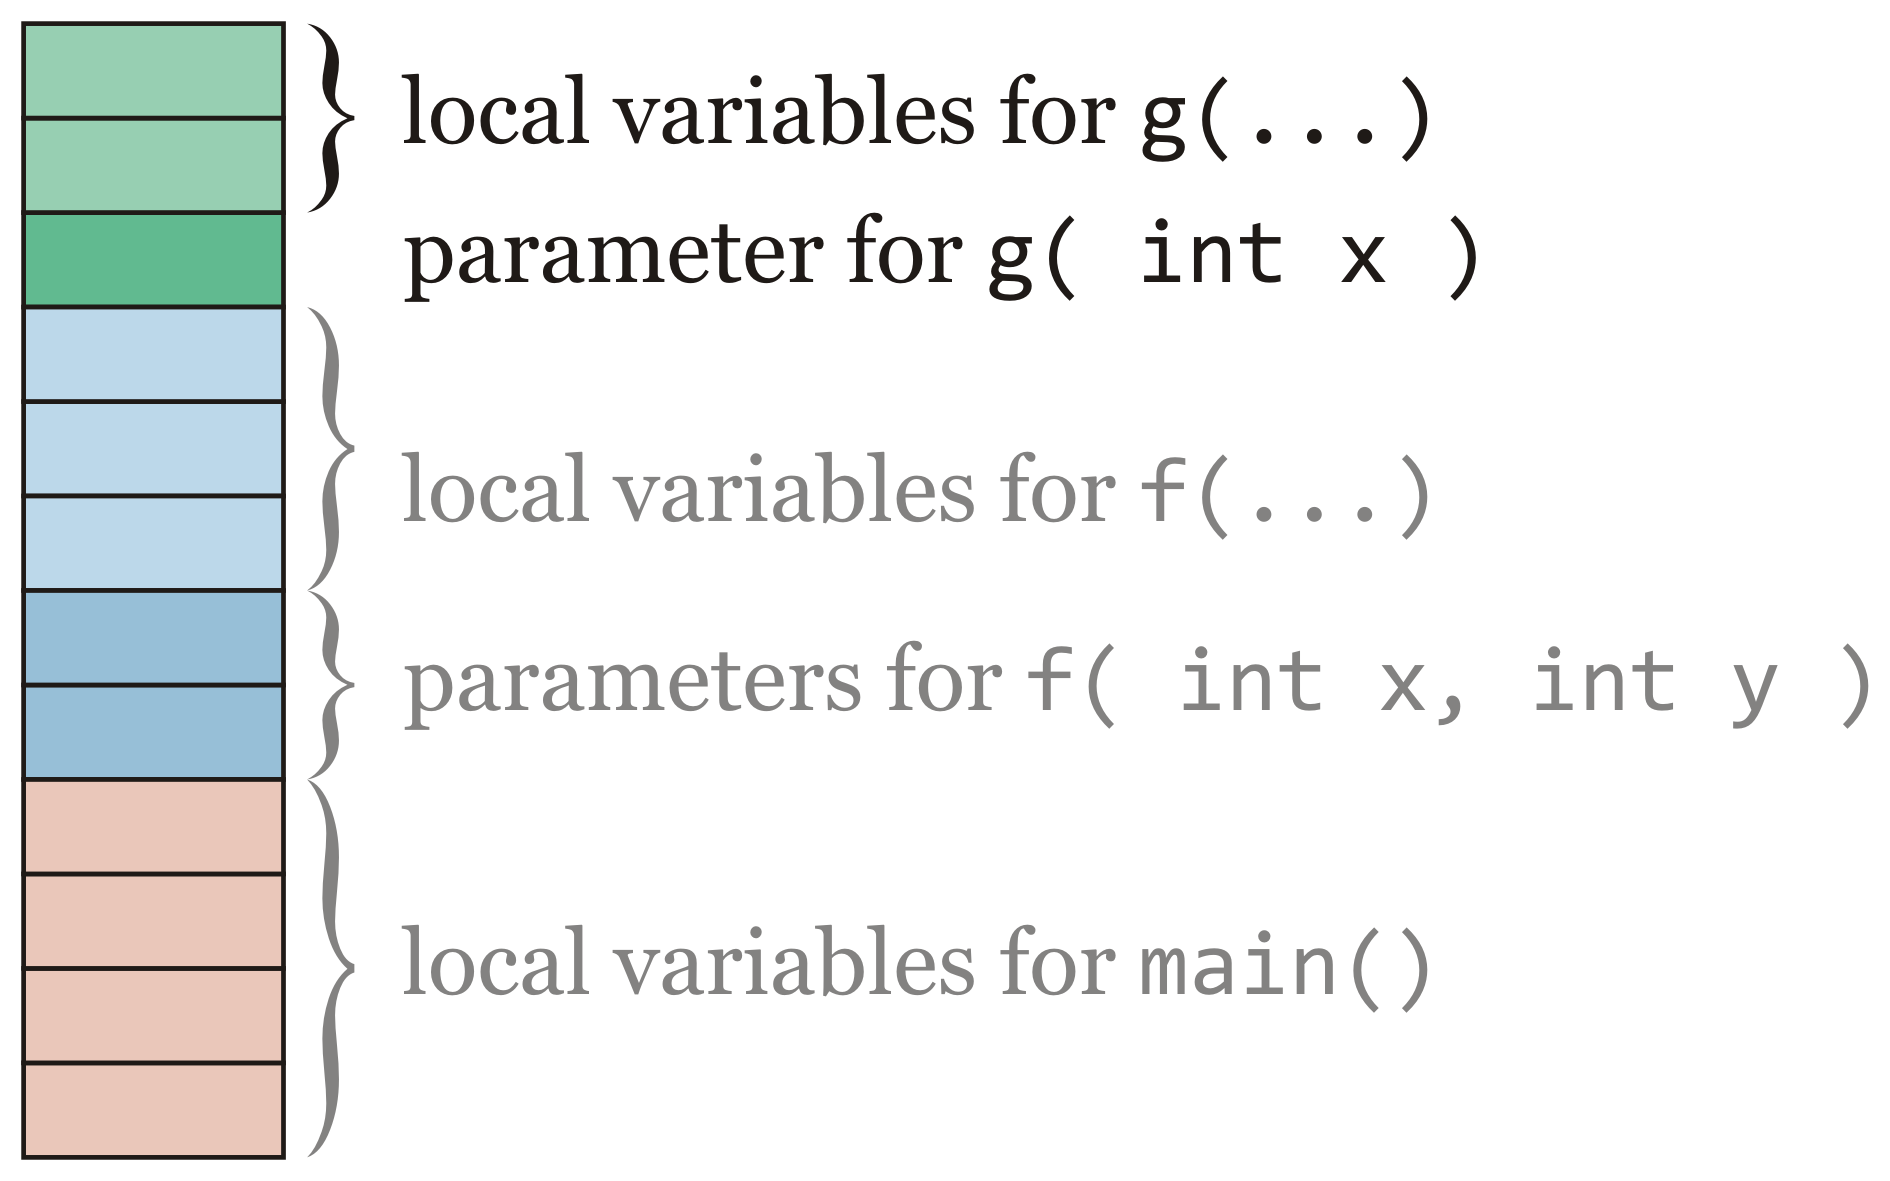 local variables for g(...)
parameter for g( int x )
local variables for f(...)
parameters for f( int x, int y )
local variables for main()